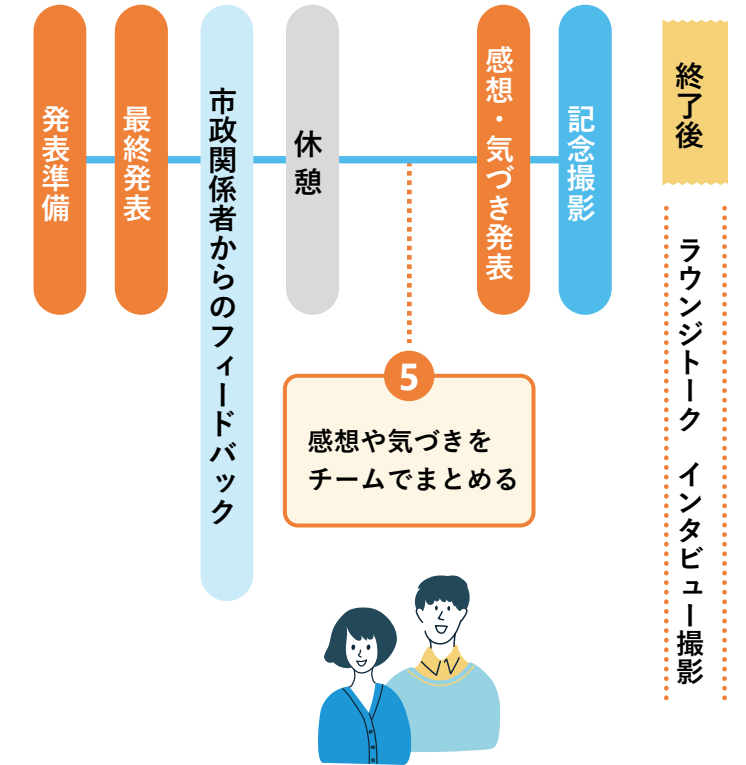 発表準備
最終発表
市政関係者からのフィードバック
休憩
5
感想や気づきを
チームでまとめる
感想・気づき発表
記念撮影
終了後
ラウンジトーク　インタビュー撮影